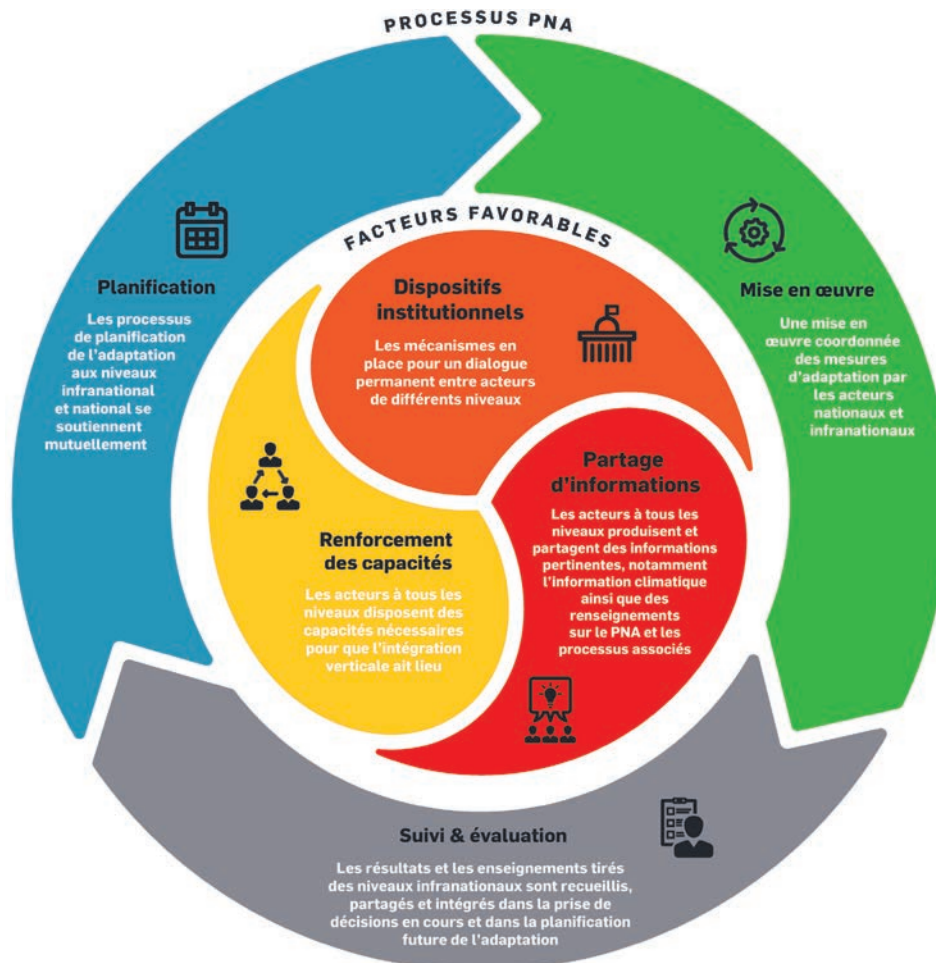 PROCESSUS PNA
FACTEURS FAVORABLES
Planification
Les processus
de planification
de l'adaptation
aux niveaux
infranational
et national se
soutiennent
mutuellement
Dispositifs
institutionnels
Les mécanismes en
place pour un dialogue
permanent entre acteurs
de différents niveaux
Mise en œuvre
Une mise en
œuvre coordonnée
des mesures
d'adaptation par
les acteurs
nationaux et
infranationaux
Partage
d'informations
Les acteurs à tous les
niveaux produisent et
partagent des informations
pertinentes, notamment
l'information climatique
ainsi que des
renseignements
sur le PNA et les
processus associés
Renforcement
des capacités
Les acteurs à tous les
niveaux disposent des
capacités nécessaires
pour que l'intégration
verticale ait lieu
Suivi & évaluation
Les résultats et les enseignements tirés
des niveaux infranationaux sont recueillis,
partagés et intégrés dans la prise de
décisions en cours et dans la planification
future de l'adaptation